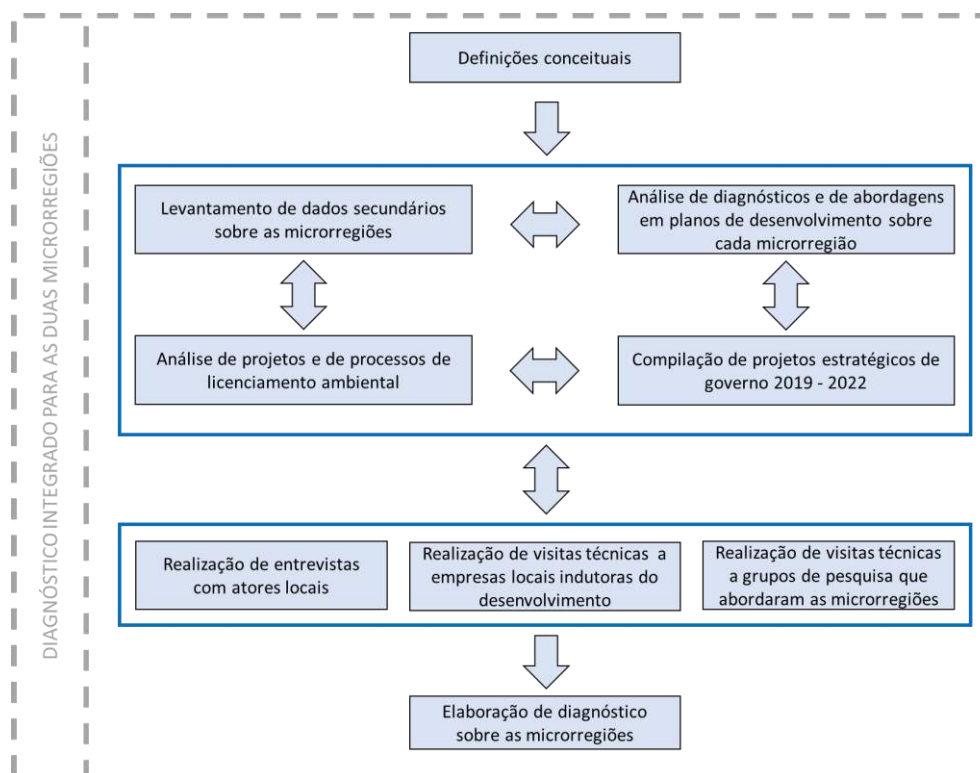 DIAGNÓSTICO INTEGRADO PARA AS DUAS MICRORREGIÕES
Definições conceituais
Levantamento de dados secundários
sobre as microrregiões
Análise de diagnósticos e de abordagens
em planos de desenvolvimento sobre
cada microrregião
Análise de projetos e de processos de
licenciamento ambiental
Compilação de projetos estratégicos de
governo 2019 - 2022
Realização de entrevistas
com atores locais
Realização de visitas técnicas a
empresas locais indutoras do
desenvolvimento
Realização de visitas técnicas
a grupos de pesquisa que
abordaram as microrregiões
Elaboração de diagnóstico
sobre as microrregiões